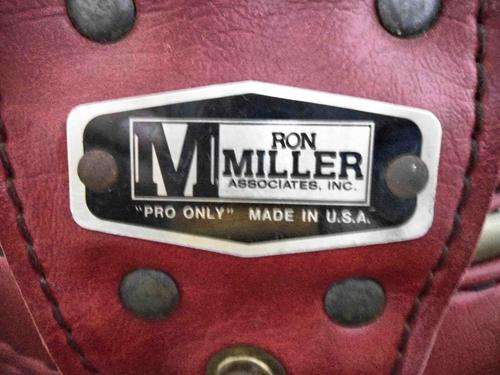 M
RON
MILLER
ASSOCIATES, INC.
"PRO ONLY" MADE IN U.S.A.